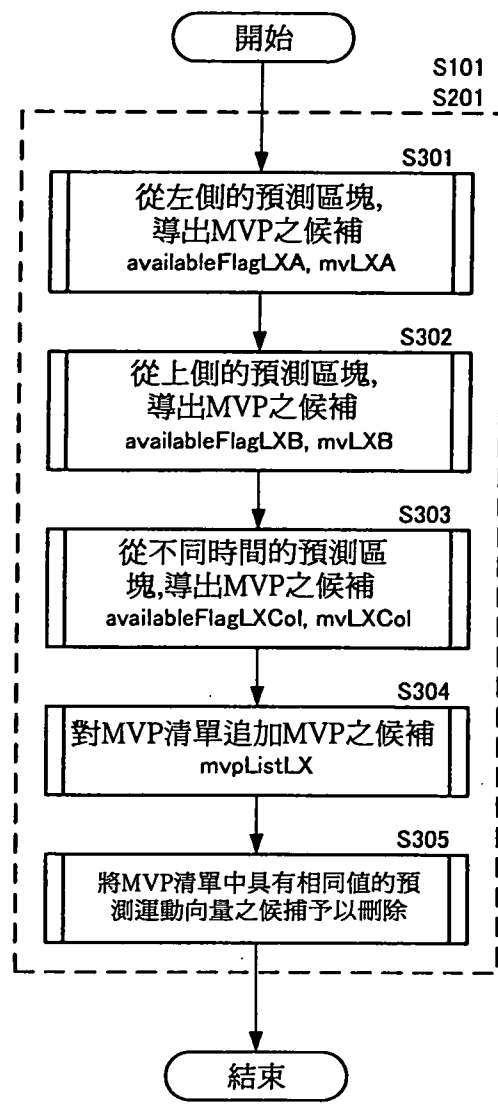 開始
S101
S201
S301
從左側的預測區塊,
導出MVP之候補
availableFlagLXA, mvLXA
S302
從上側的預測區塊,
導出MVP之候補
availableFlagLXB, mvLXB
S303
從不同時間的預測區
塊,導出MVP之候補
availableFlagLXCol, mvLXCol
S304
對MVP清單追加MVP之候補
mvpListLX
S305
將MVP清單中具有相同值的預
測運動向量之候捕予以刪除
結束